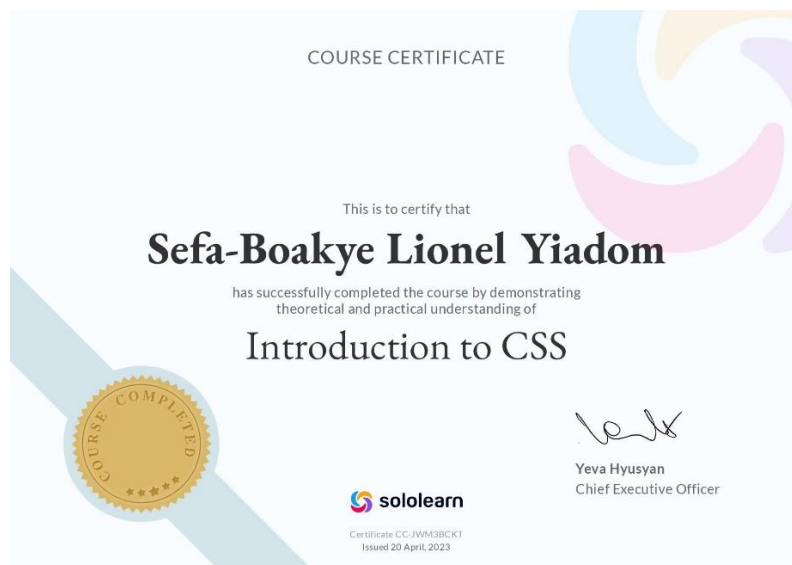 COURSE CERTIFICATE
This is to certify that
Sefa-Boakye Lionel Yiadom
has successfully completed the course by demonstrating
theoretical and practical understanding of
Introduction to CSS
COURSE COMPLETED
Yeva Hyusyan
Chief Executive Officer
sololearn
Certificate CC-JWM3BCKT
Issued 20 April, 2023